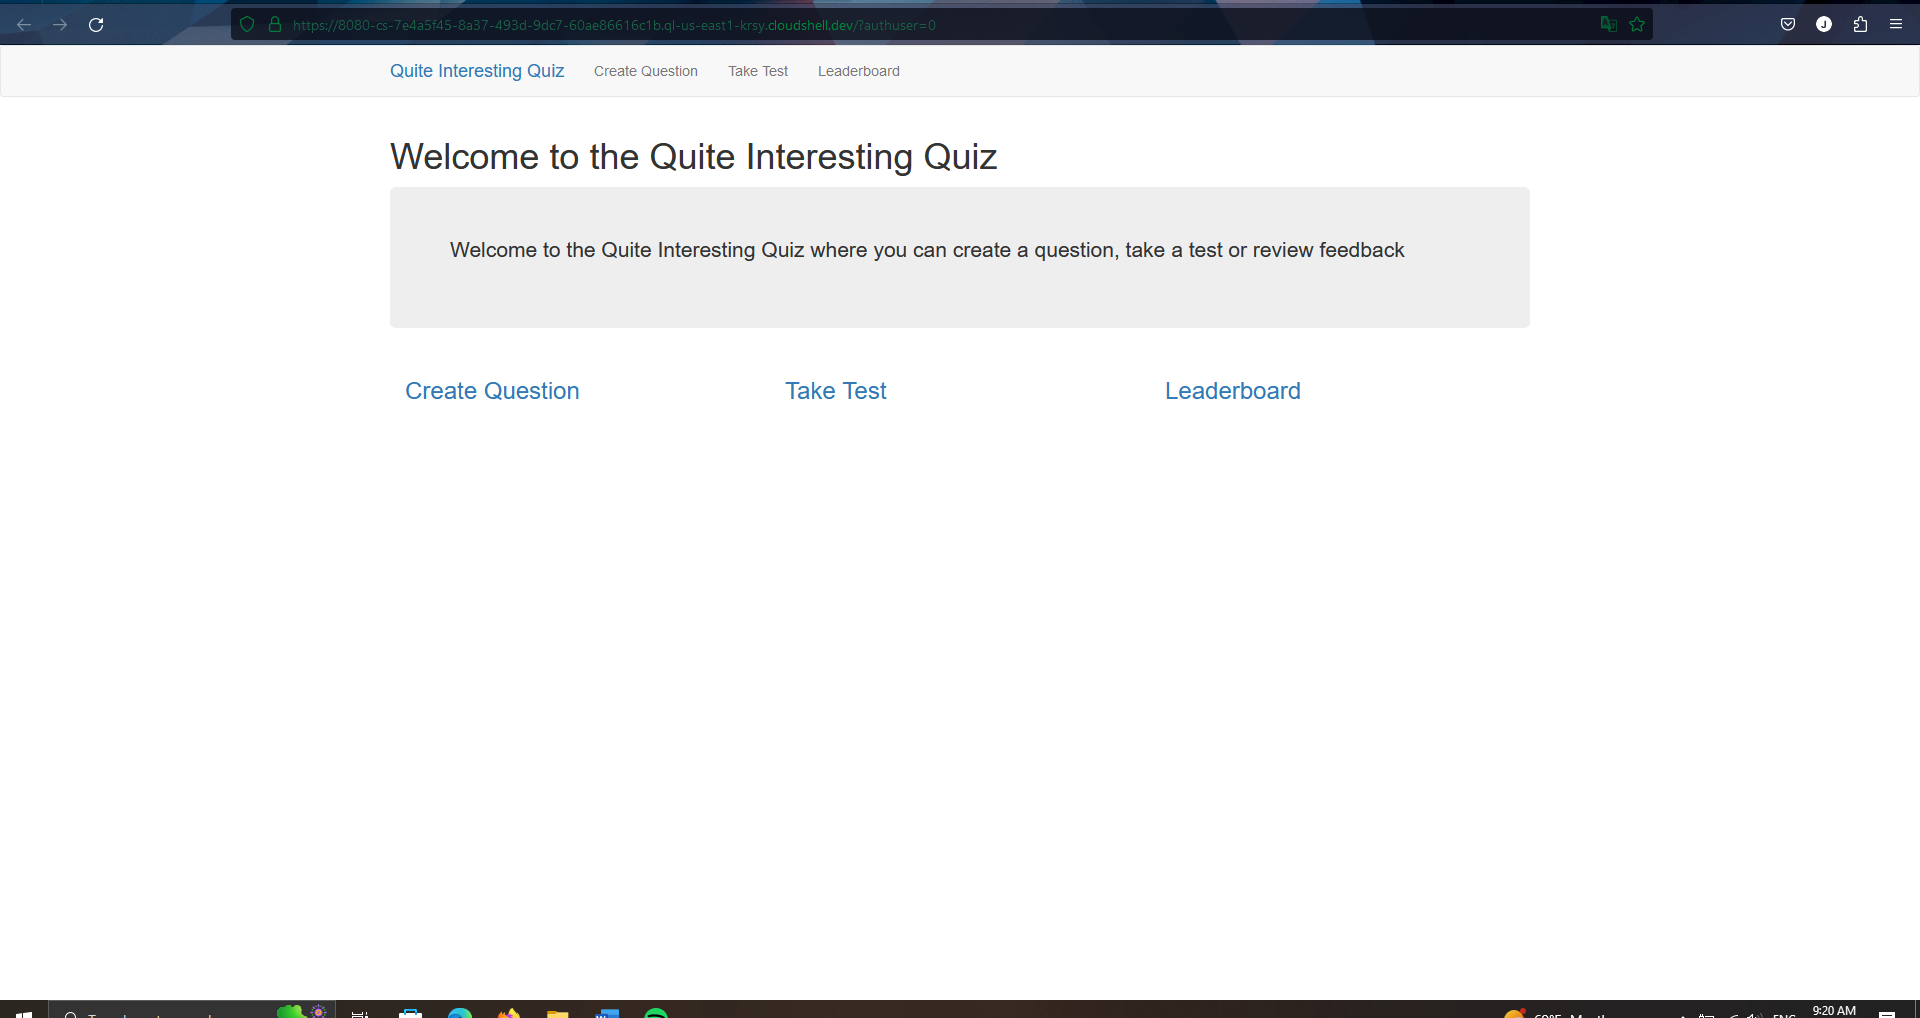 https://8080-cs-7e4a5f45-8a37-493d-9dc7-60ae86616c1b.ql-us-east1-krsy.cloudshell.dev/?authuser=0
J
Quite Interesting Quiz Create Question Take Test Leaderboard
Welcome to the Quite Interesting Quiz
Welcome to the Quite Interesting Quiz where you can create a question, take a test or review feedback
Create Question Take Test Leaderboard
9:20 AM